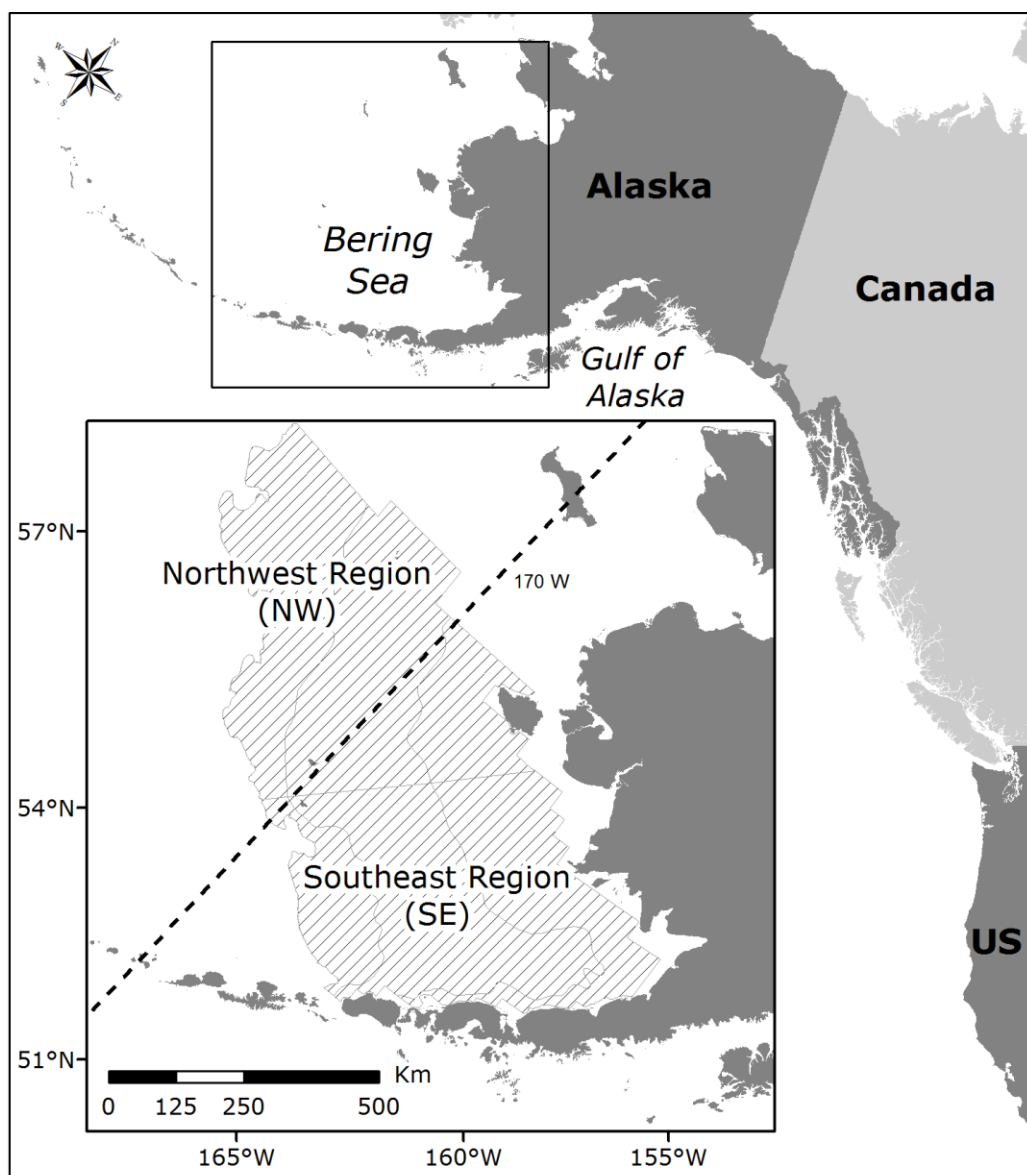 W
N
S
E
Alaska
Bering
Sea
Canada
Gulf of
Alaska
57°N
Northwest Region
(NW)
170 W
54°N
Southeast Region
(SE)
US
51°N
Km
0 125 250 500
165°W 160°W 155°W